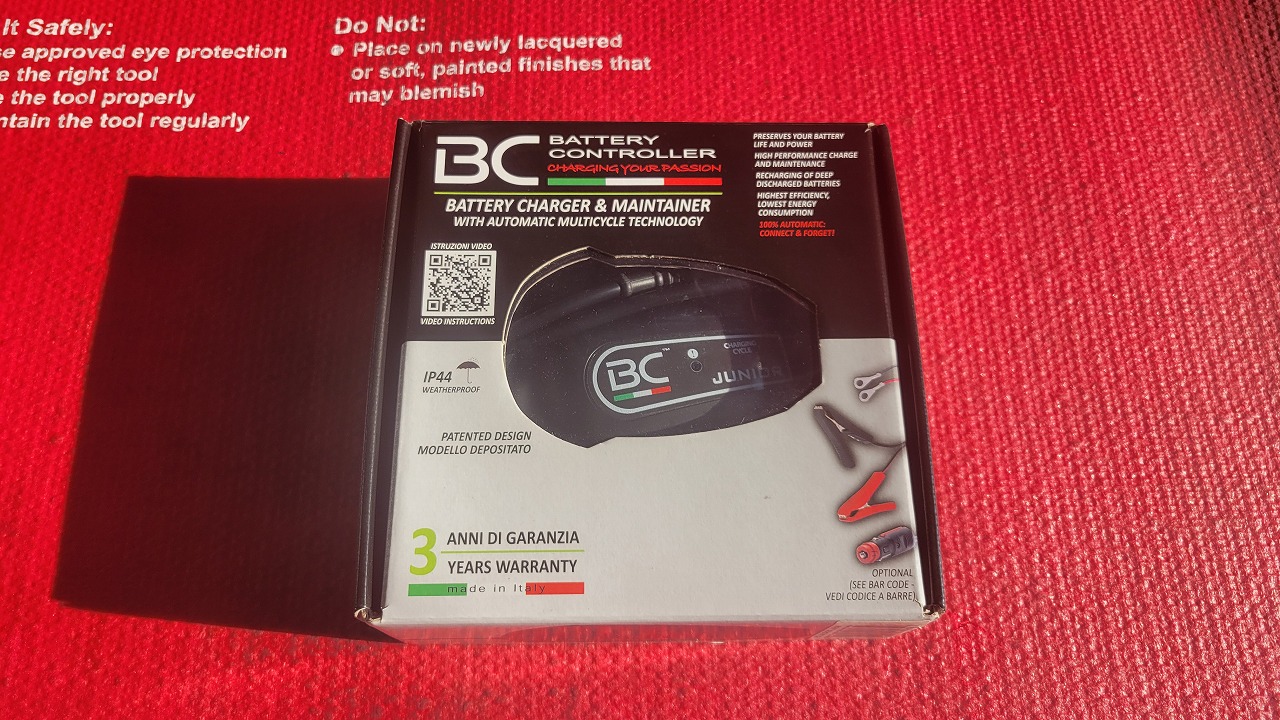 It Safely:
se approved eye protection
e the right tool
e the tool properly
ntain the tool regularly
Do Not:
• Place on newly lacquered
or soft, painted finishes that
may blemish
BC BATTERY
CONTROLLER
CHARGING YOUR PASSION
BATTERY CHARGER & MAINTAINER
WITH AUTOMATIC MULTICYCLE TECHNOLOGY
PRESERVES YOUR BATTERY
LIFE AND POWER
HIGH PERFORMANCE CHARGE
AND MAINTENANCE
RECHARGING OF DEEP
DISCHARGED BATTERIES
HIGHEST EFFICIENCY,
LOWEST ENERGY
CONSUMPTION
100% AUTOMATIC:
CONNECT & FORGET!
ISTRUZIONI VIDEO
VIDEO INSTRUCTIONS
IP44
WEATHERPROOF
BC
CHARGING
CYCLE
JUNIOR
PATENTED DESIGN
MODELLO DEPOSITATO
3 ANNI DI GARANZIA
YEARS WARRANTY
made in Italy
OPTIONAL
(SEE BAR CODE -
VEDI CODICE A BARRE)